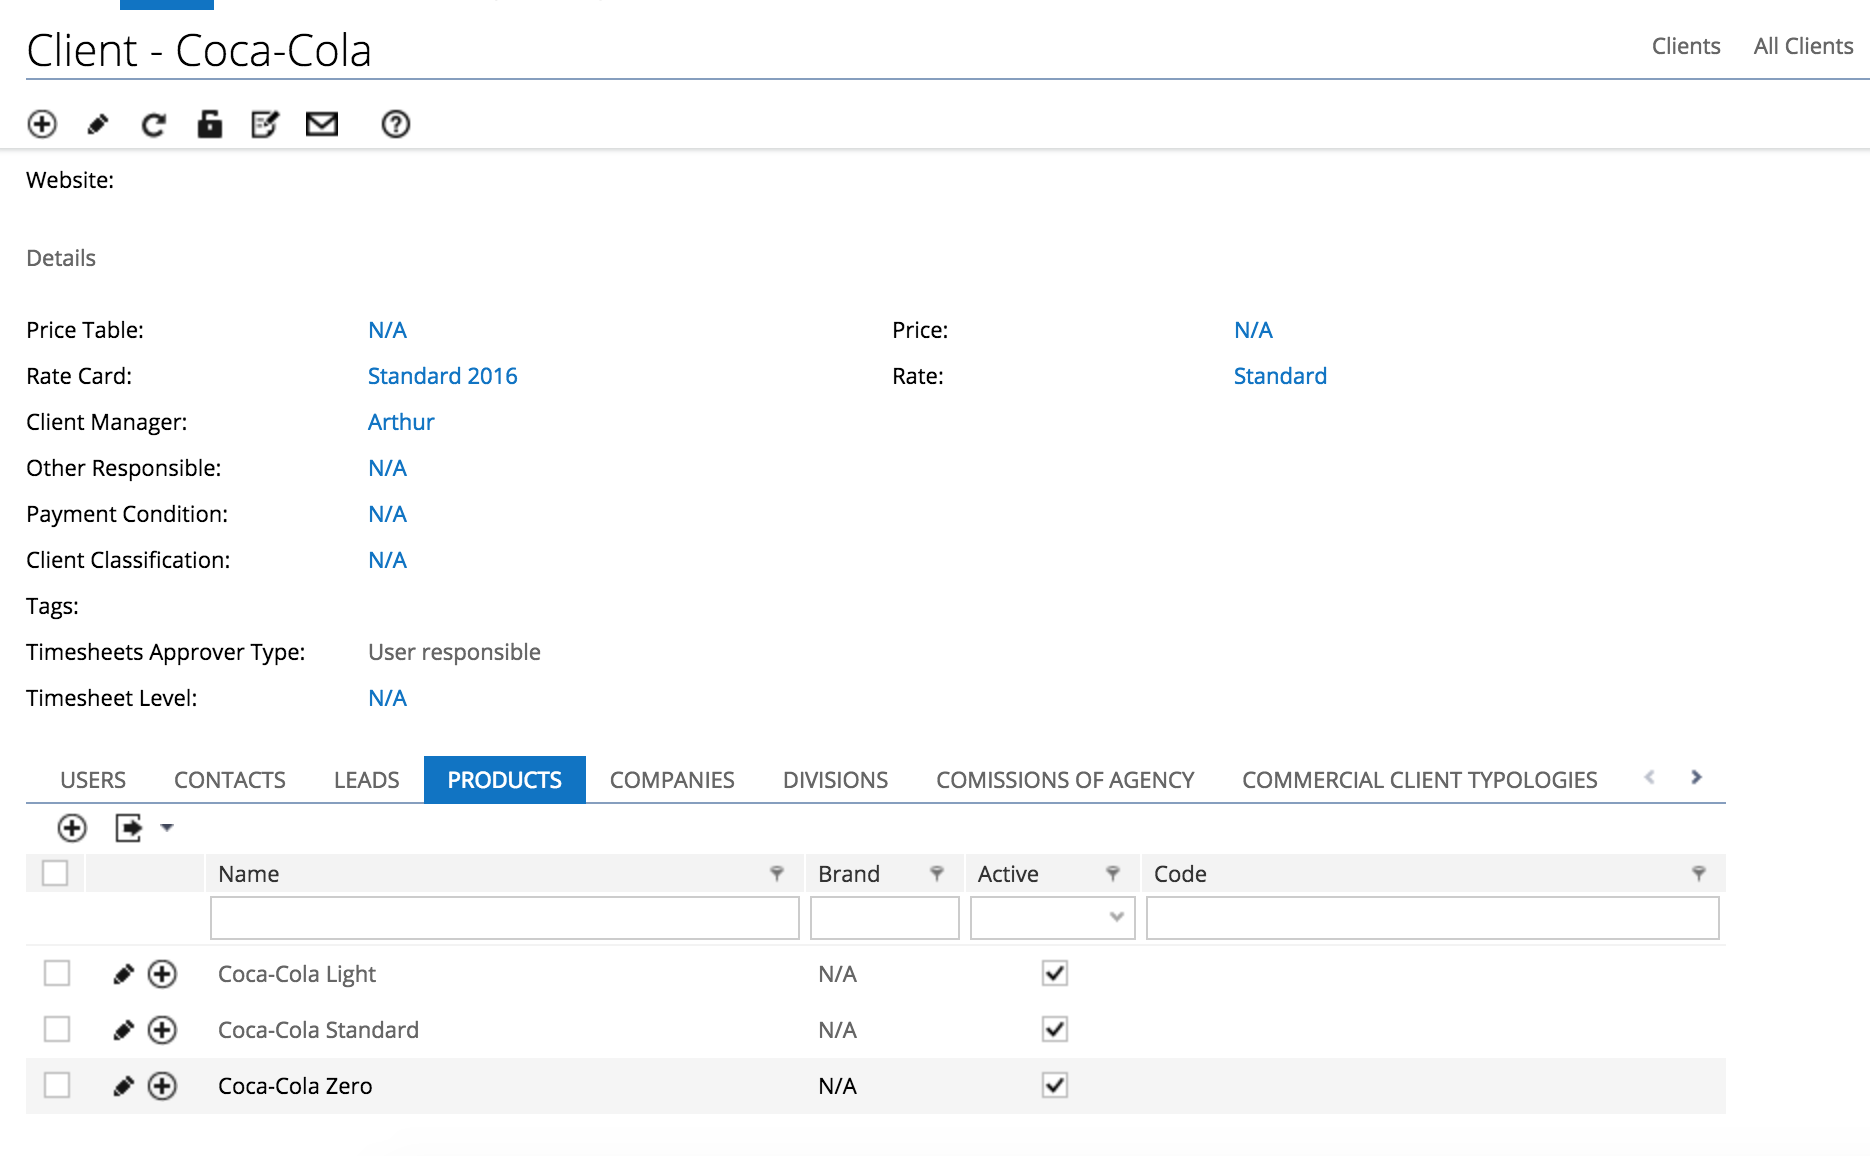 Client - Coca-Cola
Clients All Clients
Website:
Details
Price Table: N/A Price: N/A
Rate Card: Standard 2016 Rate: Standard
Client Manager: Arthur
Other Responsible: N/A
Payment Condition: N/A
Client Classification: N/A
Tags:
Timesheets Approver Type: User responsible
Timesheet Level: N/A
USERS CONTACTS LEADS PRODUCTS COMPANIES DIVISIONS COMISSIONS OF AGENCY COMMERCIAL CLIENT TYPOLOGIES
Name Brand Active Code
Coca-Cola Light N/A
Coca-Cola Standard N/A
Coca-Cola Zero N/A